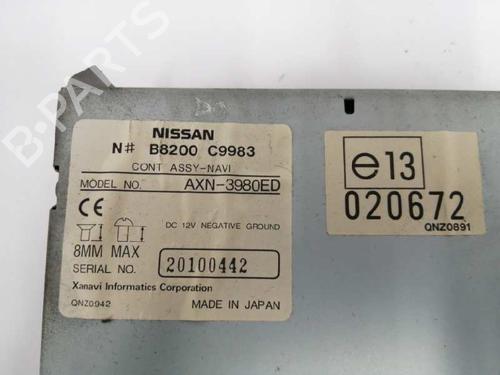 B-PARTS
NISSAN
N# B8200 C9983
CONT ASSY-NAVI
MODEL NO. AXN-3980ED
CE
DC 12V NEGATIVE GROUND
8MM MAX
SERIAL NO. 20100442
Xanavi Informatics Corporation
QNZ0942 MADE IN JAPAN
e13
020672
QNZ0891